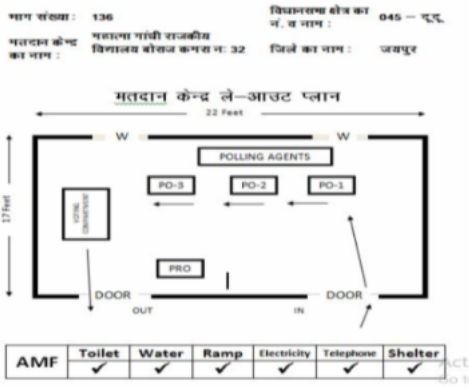 भाग संख्या : 136
विधानसभा क्षेत्र का नं. व नाम : 045 – दूदू
मतदान केन्द्र का नाम : महात्मा गांधी राजकीय विद्यालय बोराज कमरा नः 32
जिले का नाम : जयपुर
मतदान केन्द्र ले–आउट प्लान
22 Feet
W W
POLLING AGENTS
17 Feet
PO-3 PO-2 PO-1
VOTING COMPARTMENT
PRO
DOOR DOOR
OUT IN
AMF Toilet Water Ramp Electricity Telephone Shelter
✓ ✓ ✓ ✓ ✓ ✓